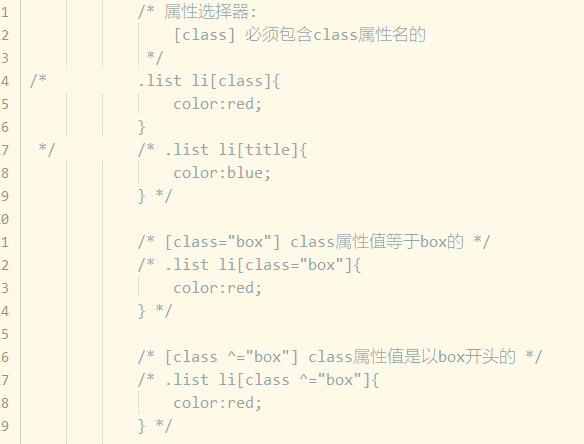 1 /* 属性选择器:
2 [class] 必须包含class属性名的
3 */
4 /* .list li[class]{
5 color:red;
6 }
7 */ /* .list li[title]{
8 color:blue;
9 } */
0
1 /* [class="box"] class属性值等于box的 */
2 /* .list li[class="box"]{
3 color:red;
4 } */
5
6 /* [class ^="box"] class属性值是以box开头的 */
7 /* .list li[class ^="box"]{
8 color:red;
9 } */